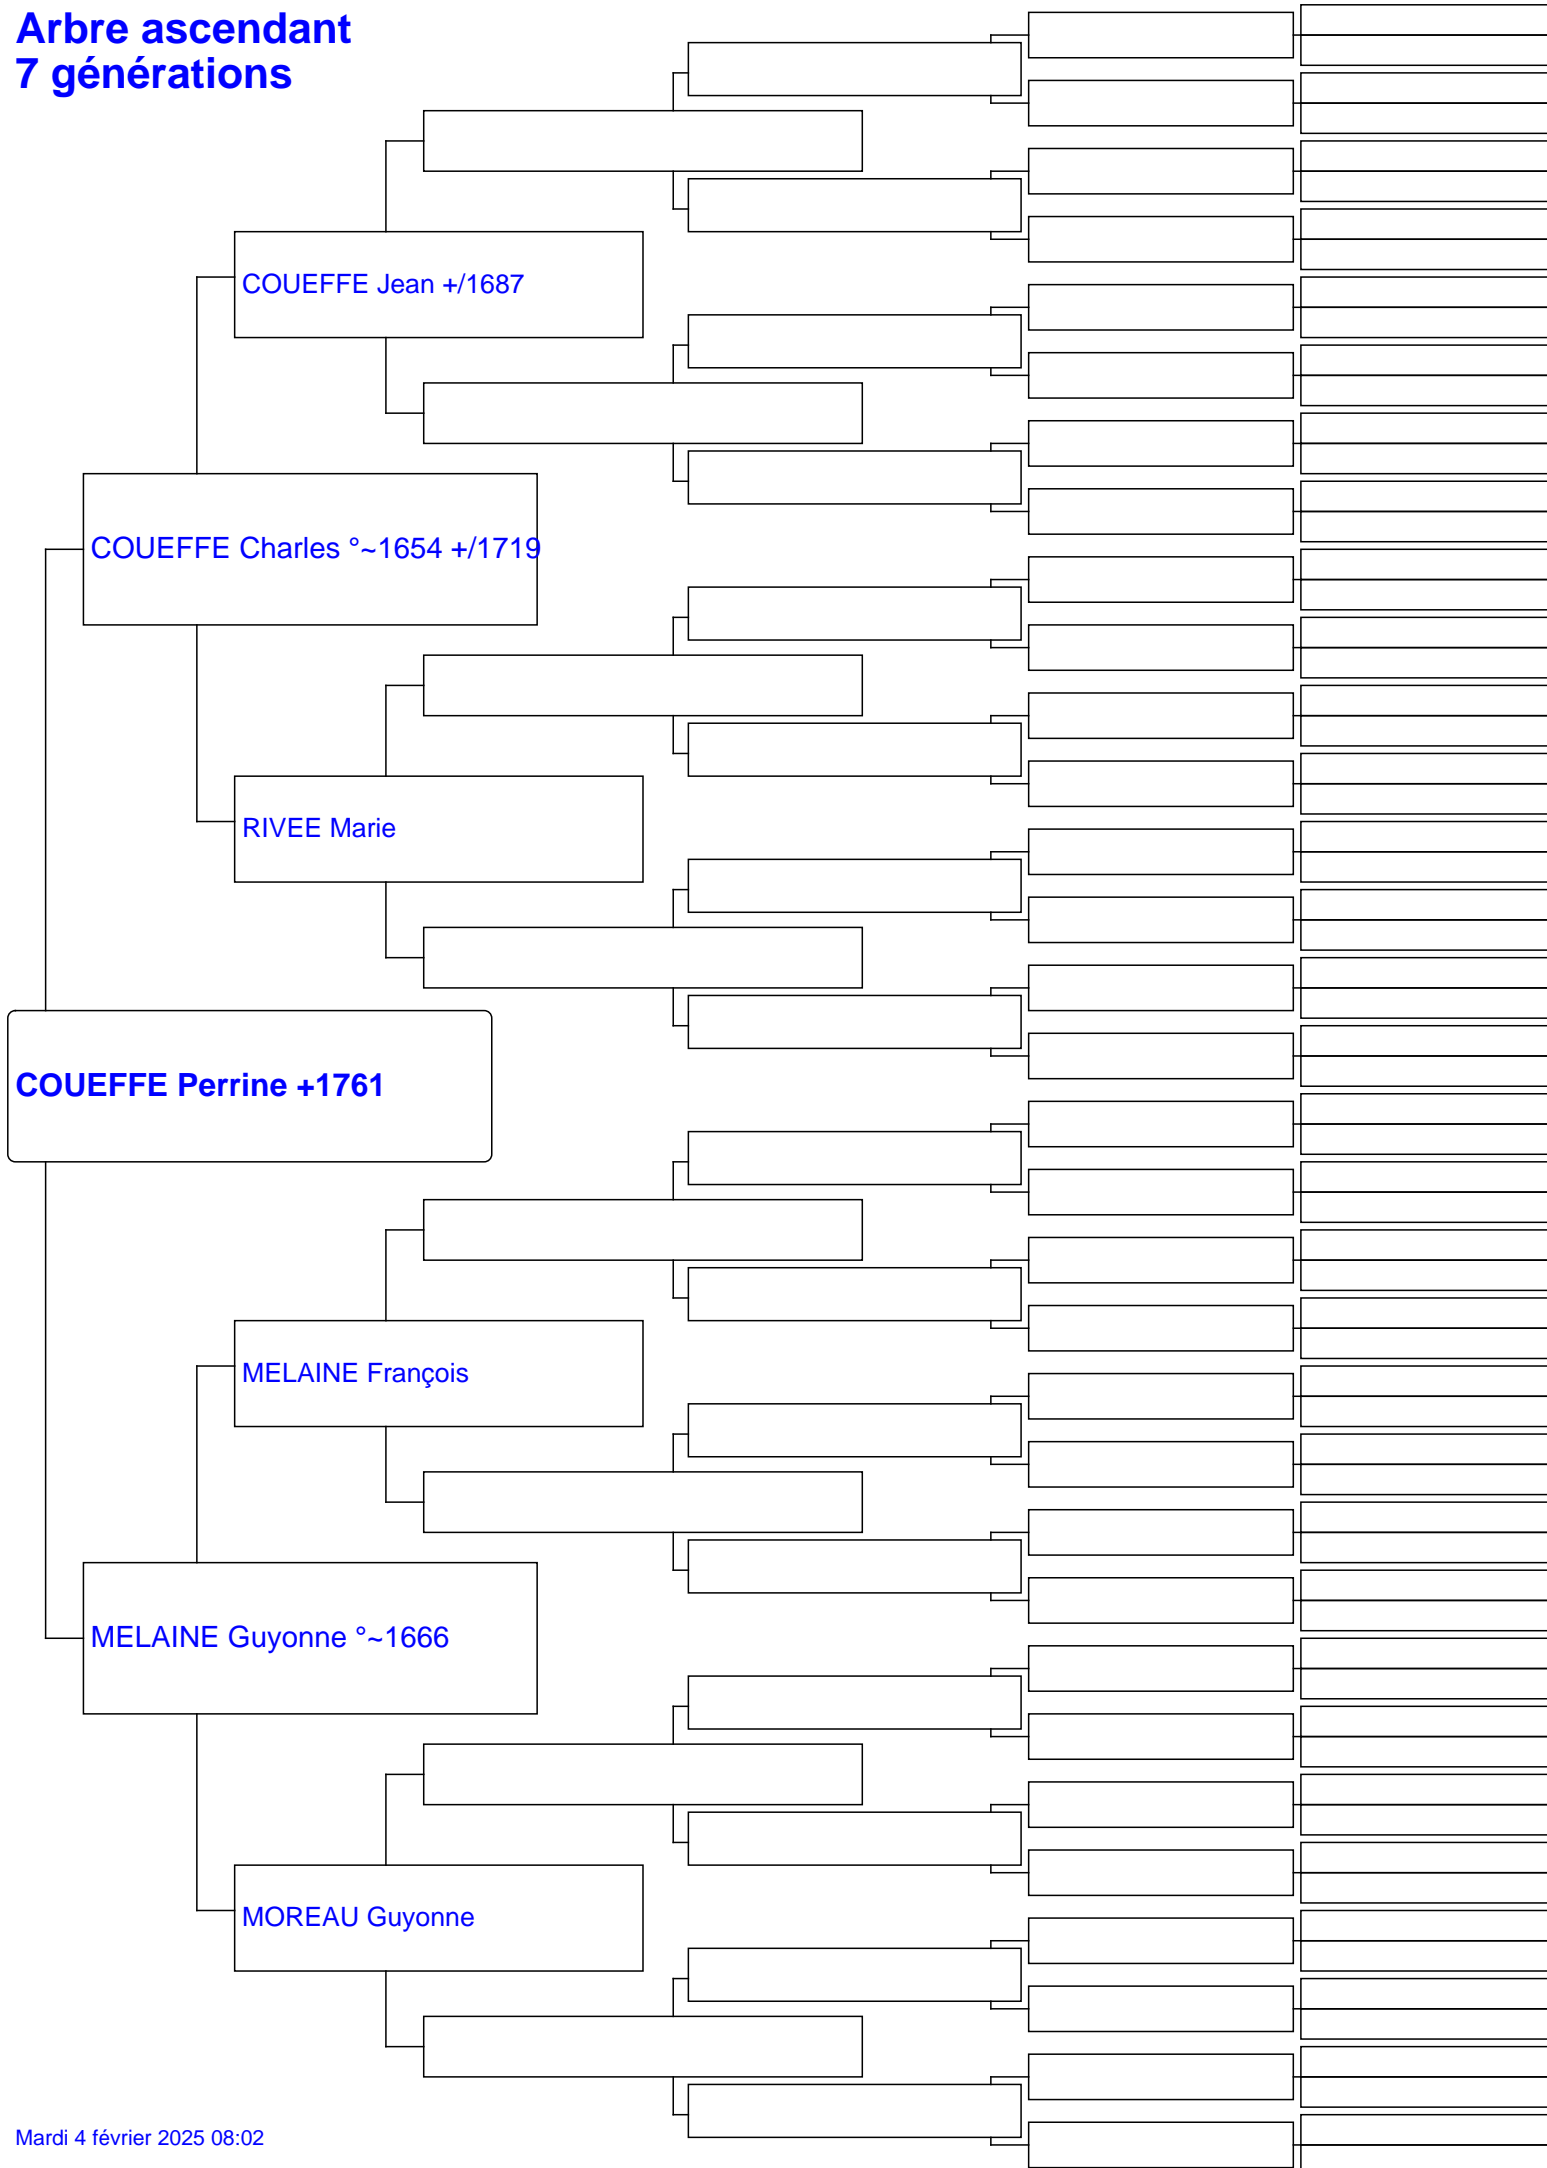 Arbre ascendant
7 générations
COUEFFE Jean +/1687
COUEFFE Charles °~1654 +/1719
RIVEE Marie
COUEFFE Perrine +1761
MELAINE François
MELAINE Guyonne °~1666
MOREAU Guyonne
Mardi 4 février 2025 08:02